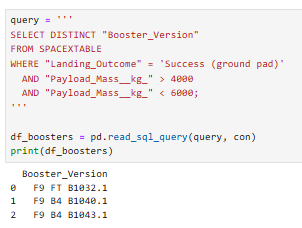 query = '''
SELECT DISTINCT "Booster_Version"
FROM SPACEXTABLE
WHERE "Landing_Outcome" = 'Success (ground pad)'
  AND "Payload_Mass__kg_" > 4000
  AND "Payload_Mass__kg_" < 6000;
'''
df_boosters = pd.read_sql_query(query, con)
print(df_boosters)
  Booster_Version
0   F9 FT B1032.1
1   F9 B4 B1040.1
2   F9 B4 B1043.1